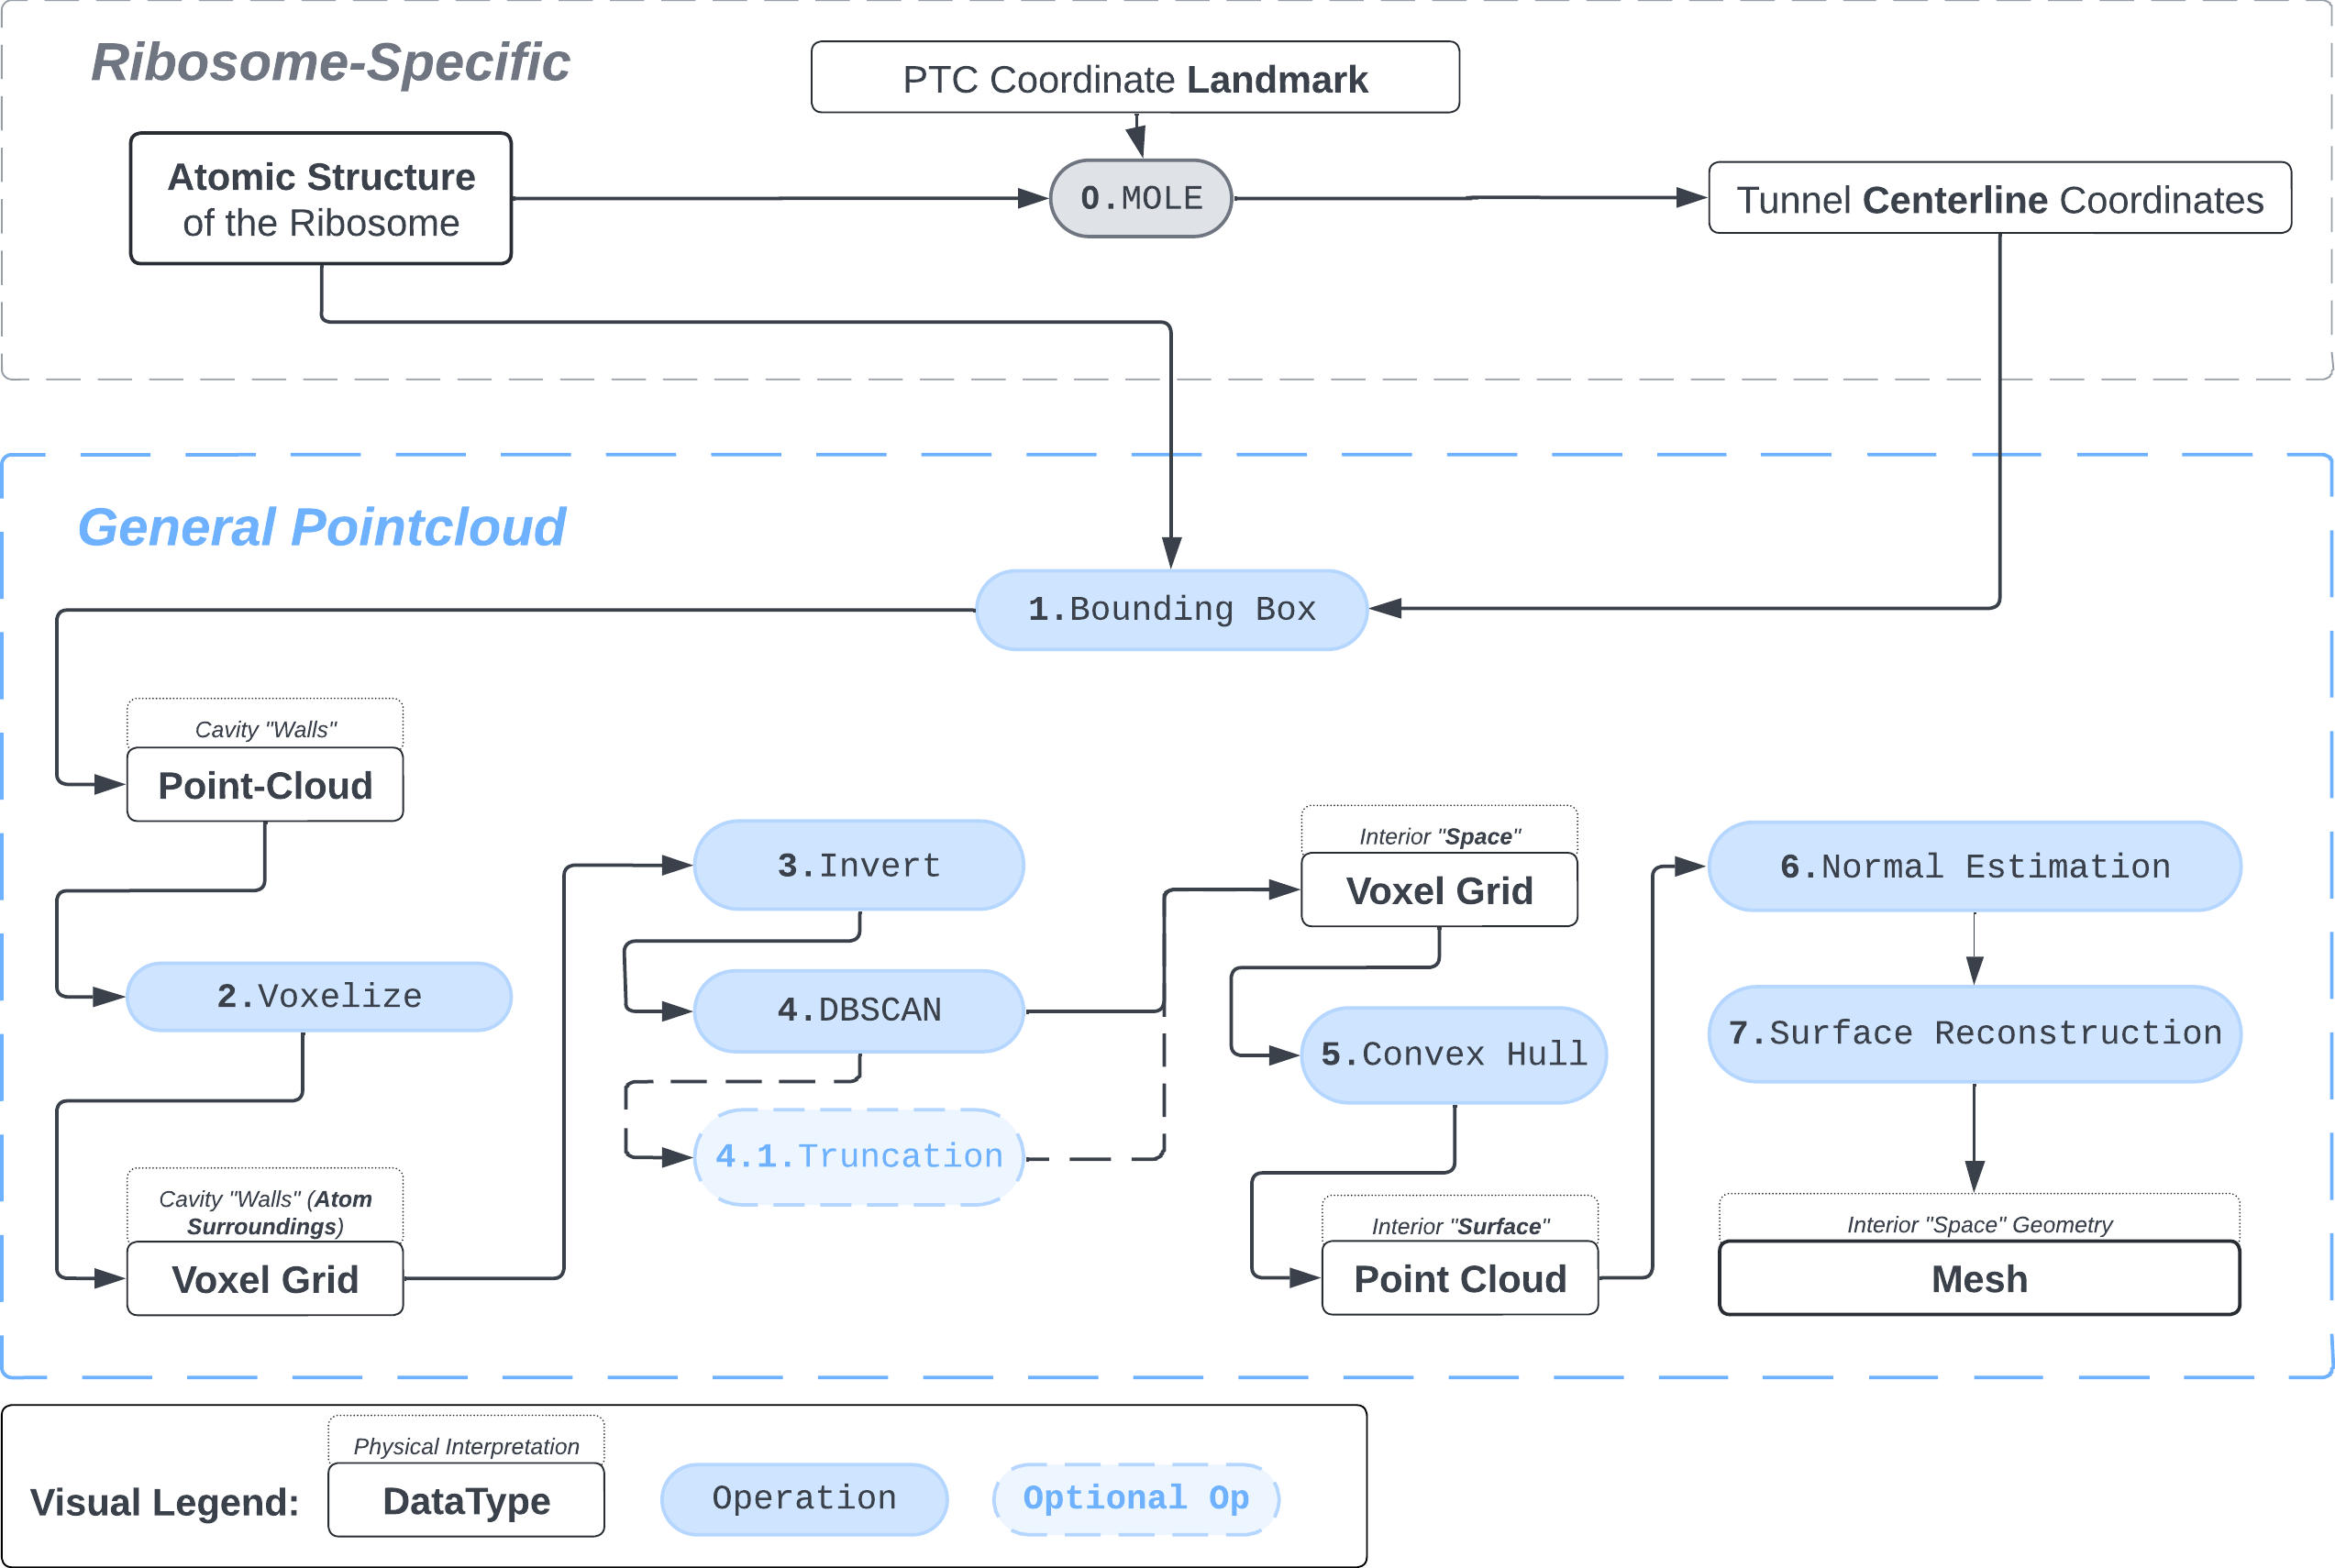 Ribosome-Specific
PTC Coordinate Landmark
Atomic Structure
of the Ribosome
0.MOLE
Tunnel Centerline Coordinates
General Pointcloud
1.Bounding Box
Cavity "Walls"
Point-Cloud
2.Voxelize
Cavity "Walls" (Atom
Surroundings)
Voxel Grid
3.Invert
4.DBSCAN
4.1.Truncation
Interior "Space"
Voxel Grid
5.Convex Hull
Interior "Surface"
Point Cloud
6.Normal Estimation
7.Surface Reconstruction
Interior "Space" Geometry
Mesh
Visual Legend:
Physical Interpretation
DataType
Operation
Optional Op